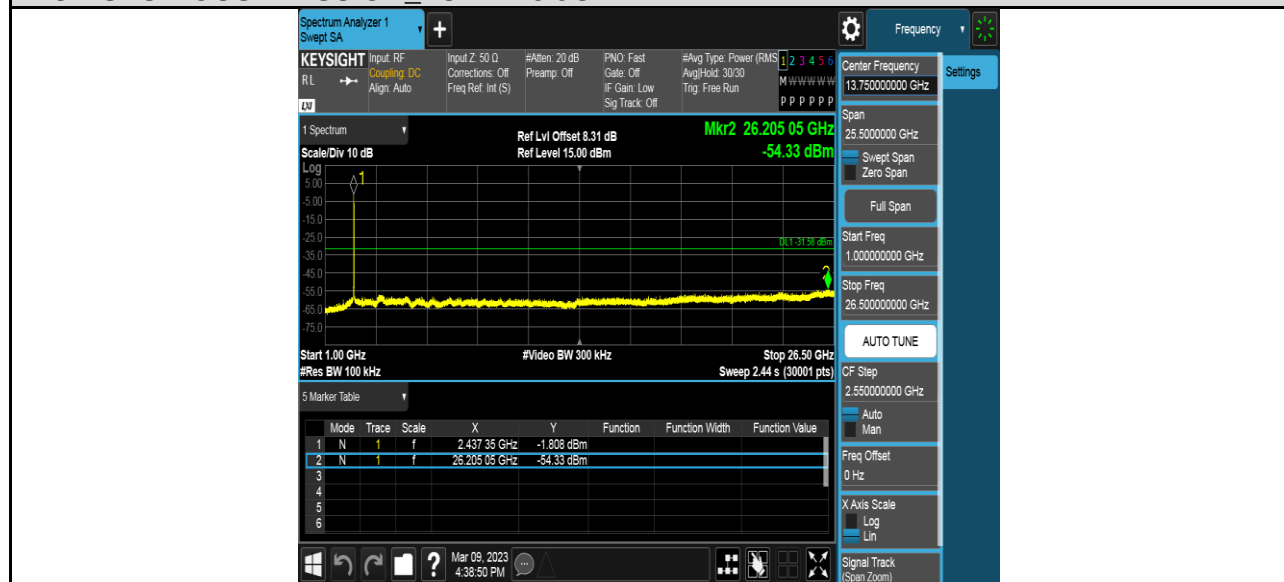 Spectrum Analyzer 1
Swept SA
Frequency
KEYSIGHT
RL
LXI
Input: RF
Coupling: DC
Align: Auto
Input Z: 50 Ω
Corrections: Off
Freq Ref: Int (S)
#Atten: 20 dB
Preamp: Off
PNO: Fast
Gate: Off
IF Gain: Low
Sig Track: Off
#Avg Type: Power (RMS
Avg|Hold: 30/30
Trig: Free Run
1 2 3 4 5 6
M W W W W W
P P P P P P
1 Spectrum
Scale/Div 10 dB
Ref Lvl Offset 8.31 dB
Ref Level 15.00 dBm
Mkr2 26.205 05 GHz
-54.33 dBm
Log
5.00
-5.00
-15.0
-25.0
-35.0
-45.0
-55.0
-65.0
-75.0
1
DL1 -31.58 dBm
2
Start 1.00 GHz
#Res BW 100 kHz
#Video BW 300 kHz
Stop 26.50 GHz
Sweep 2.44 s (30001 pts)
5 Marker Table
Mode Trace Scale X Y Function Function Width Function Value
1 N 1 f 2.437 35 GHz -1.808 dBm
2 N 1 f 26.205 05 GHz -54.33 dBm
3
4
5
6
Mar 09, 2023
4:38:50 PM
Center Frequency
13.750000000 GHz
Settings
Span
25.5000000 GHz
Swept Span
Zero Span
Full Span
Start Freq
1.000000000 GHz
Stop Freq
26.500000000 GHz
AUTO TUNE
CF Step
2.550000000 GHz
Auto
Man
Freq Offset
0 Hz
X Axis Scale
Log
Lin
Signal Track
(Span Zoom)